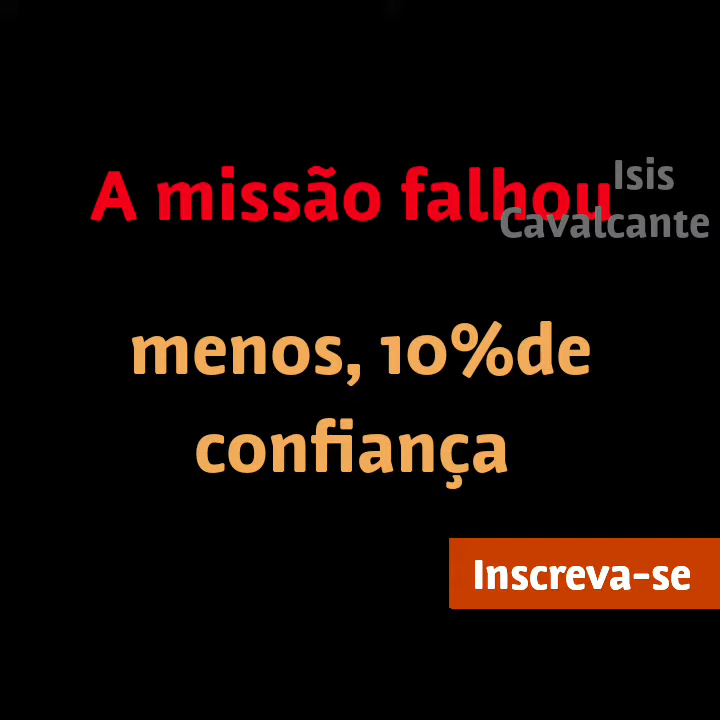 A missão falhou
Isis
Cavalcante
menos, 10%de
confiança
Inscreva-se